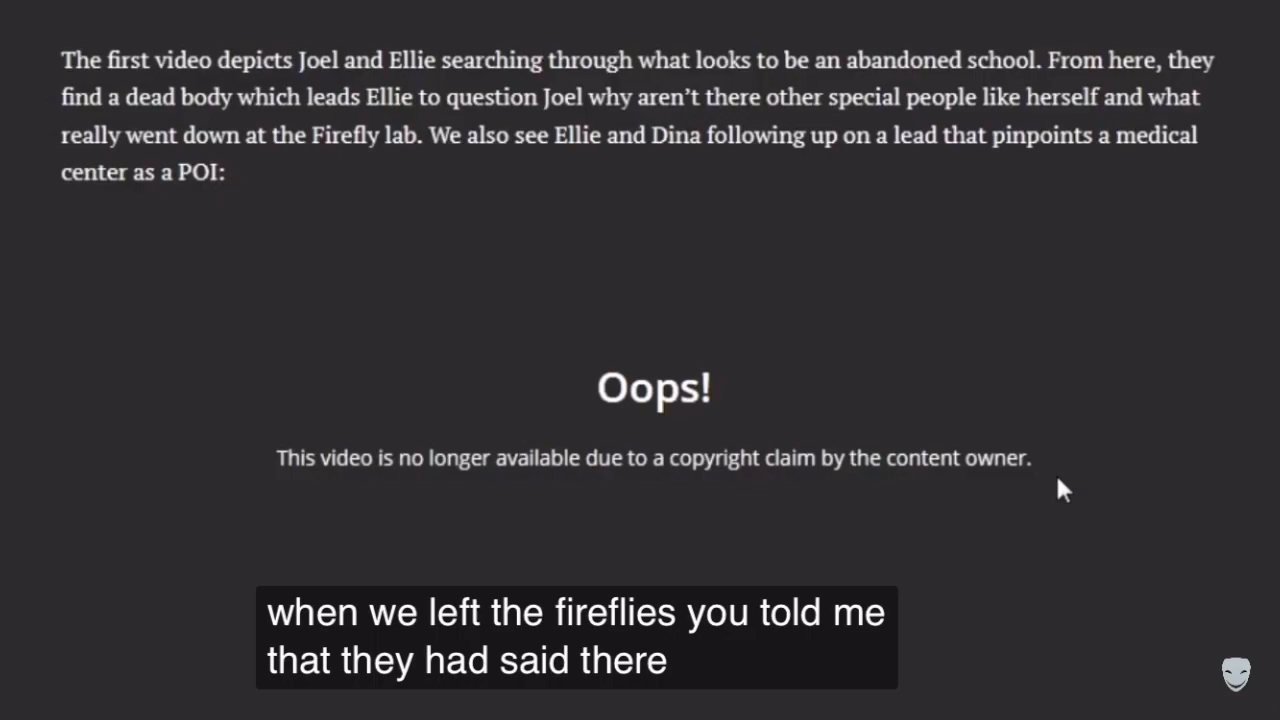 The first video depicts Joel and Ellie searching through what looks to be an abandoned school. From here, they
find a dead body which leads Ellie to question Joel why aren't there other special people like herself and what
really went down at the Firefly lab. We also see Ellie and Dina following up on a lead that pinpoints a medical
center as a POI:
Oops!
This video is no longer available due to a copyright claim by the content owner.
when we left the fireflies you told me
that they had said there